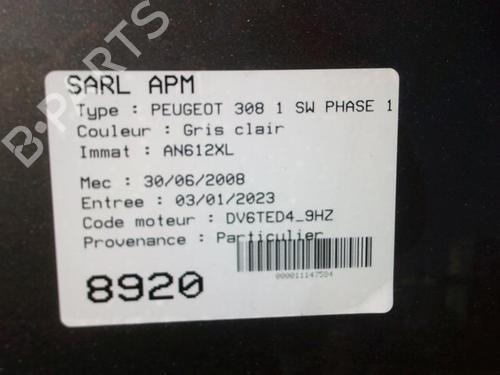 SARL APM
Type : PEUGEOT 308 1 SW PHASE 1
Couleur : Gris clair
Immat : AN612XL
Mec : 30/06/2008
Entree : 03/01/2023
Code moteur : DV6TED4_9HZ
Provenance : Particulier
8920
000011147584